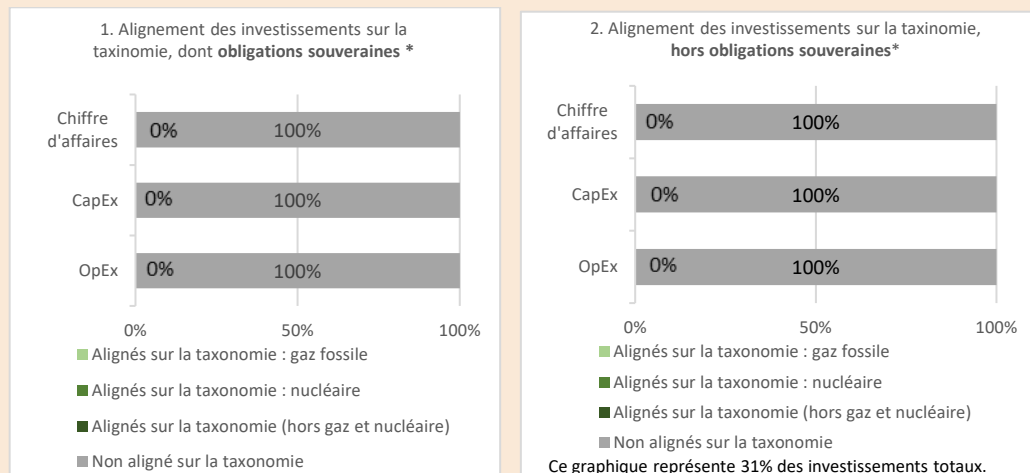 1. Alignement des investissements sur la
taxinomie, dont obligations souveraines *
Chiffre
d'affaires
0%
100%
CapEx
0%
100%
OpEx
0%
100%
0%
50%
100%
Alignés sur la taxonomie : gaz fossile
Alignés sur la taxonomie : nucléaire
Alignés sur la taxonomie (hors gaz et nucléaire)
Non aligné sur la taxonomie
2. Alignement des investissements sur la taxinomie,
hors obligations souveraines*
Chiffre
d'affaires
0%
100%
CapEx
0%
100%
OpEx
0%
100%
0%
50%
100%
Alignés sur la taxonomie : gaz fossile
Alignés sur la taxonomie : nucléaire
Alignés sur la taxonomie (hors gaz et nucléaire)
Non aligné sur la taxonomie
Ce graphique représente 31% des investissements totaux.